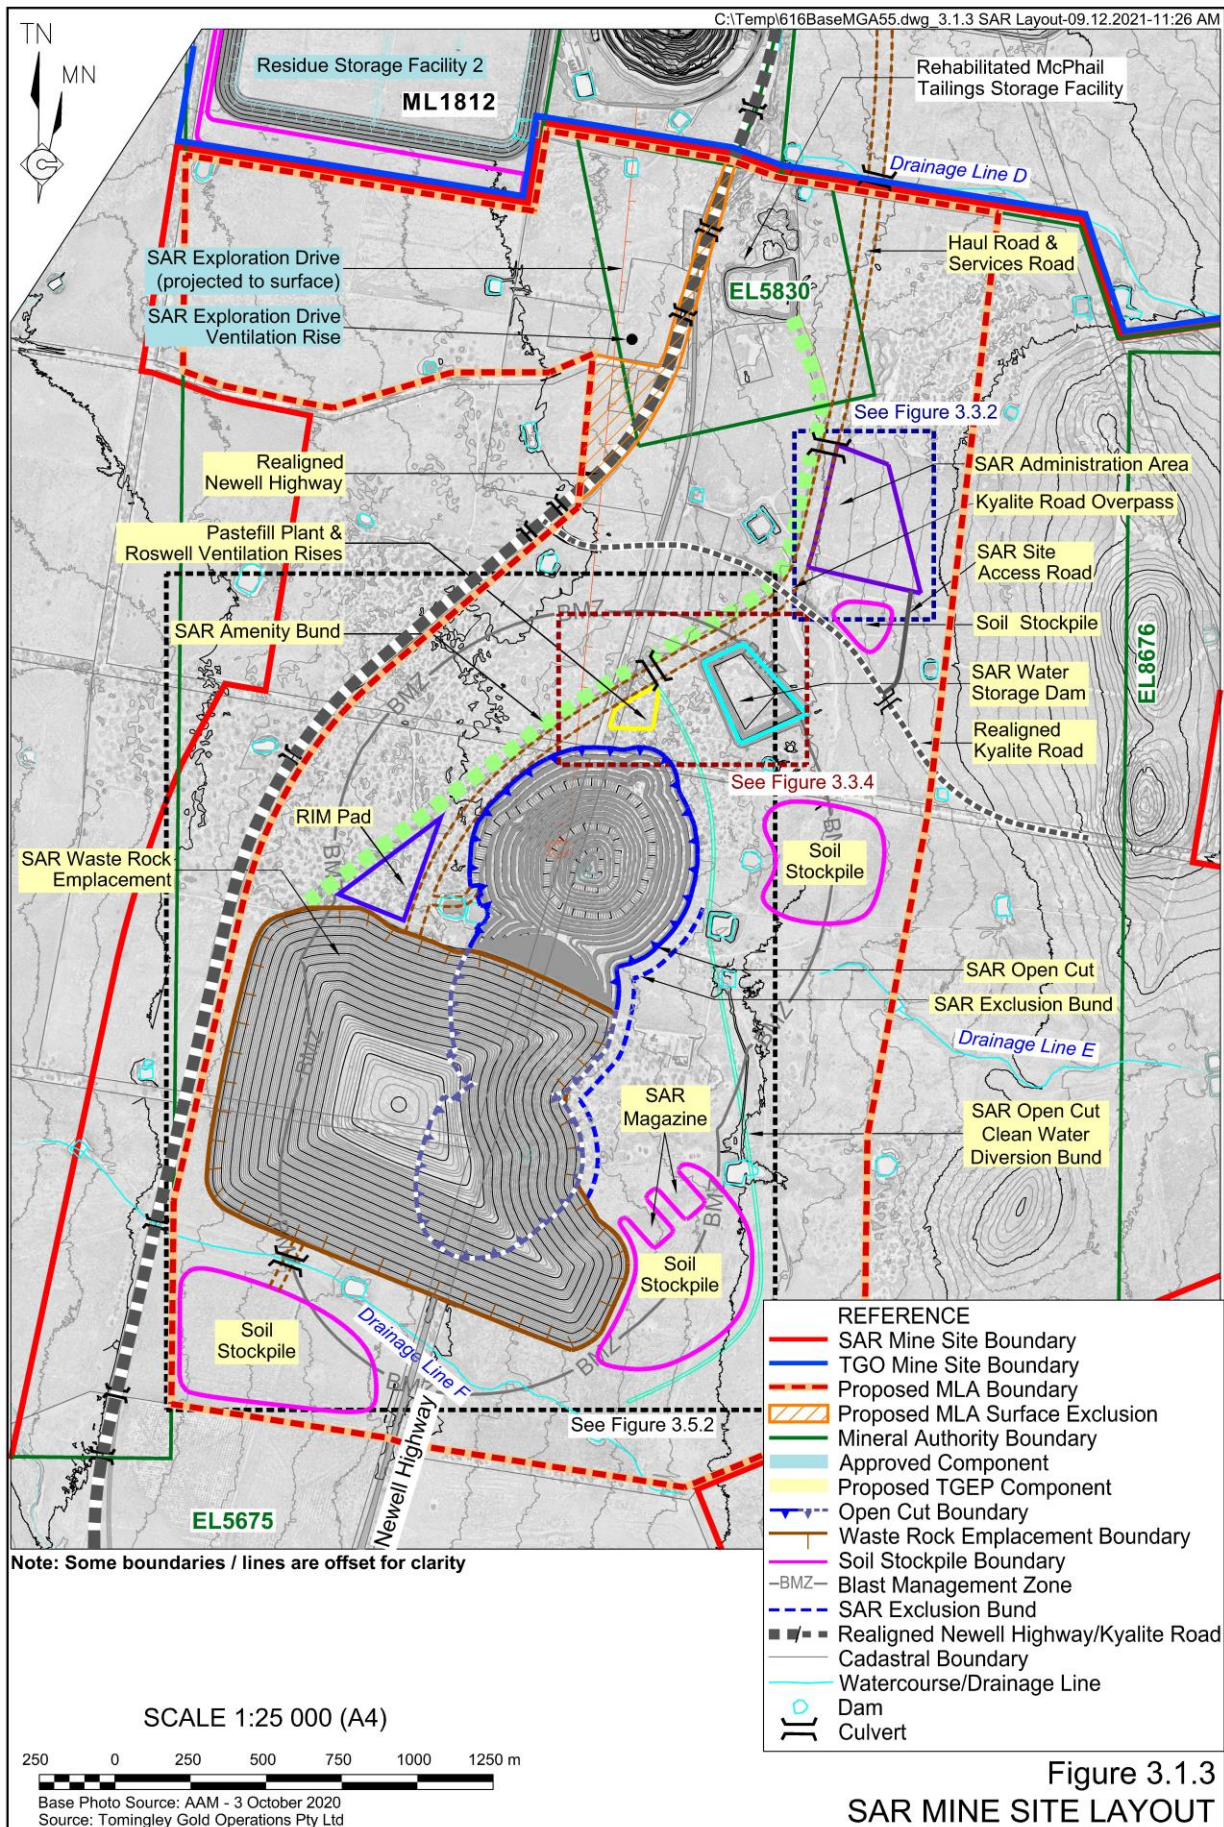 C:\Temp\616BaseMGA55.dwg_3.1.3 SAR Layout-09.12.2021-11:26 AM
TN
MN
Residue Storage Facility 2
ML1812
Rehabilitated McPhail
Tailings Storage Facility
Drainage Line D
SAR Exploration Drive
(projected to surface)
SAR Exploration Drive
Ventilation Rise
Haul Road &
Services Road
EL5830
See Figure 3.3.2
Realigned
Newell Highway
SAR Administration Area
Kyalite Road Overpass
Pastefill Plant &
Roswell Ventilation Rises
SAR Site
Access Road
SAR Amenity Bund
BMZ
Soil Stockpile
EL8676
BMZ
SAR Water
Storage Dam
Realigned
Kyalite Road
See Figure 3.3.4
RIM Pad
BMZ
BMZ
Soil
Stockpile
SAR Waste Rock
Emplacement
SAR Open Cut
SAR Exclusion Bund
BMZ
BMZ
Drainage Line E
SAR
Magazine
SAR Open Cut
Clean Water
Diversion Bund
BMZ
BMZ
Soil
Stockpile
Soil
Stockpile
Drainage Line F
BMZ
BMZ
See Figure 3.5.2
Newell Highway
EL5675
REFERENCE
SAR Mine Site Boundary
TGO Mine Site Boundary
Proposed MLA Boundary
Proposed MLA Surface Exclusion
Mineral Authority Boundary
Approved Component
Proposed TGEP Component
Open Cut Boundary
Waste Rock Emplacement Boundary
Soil Stockpile Boundary
BMZ Blast Management Zone
SAR Exclusion Bund
Realigned Newell Highway/Kyalite Road
Cadastral Boundary
Watercourse/Drainage Line
Dam
Culvert
Note: Some boundaries / lines are offset for clarity
SCALE 1:25 000 (A4)
250 0 250 500 750 1000 1250 m
Base Photo Source: AAM - 3 October 2020
Source: Tomingley Gold Operations Pty Ltd
Figure 3.1.3
SAR MINE SITE LAYOUT